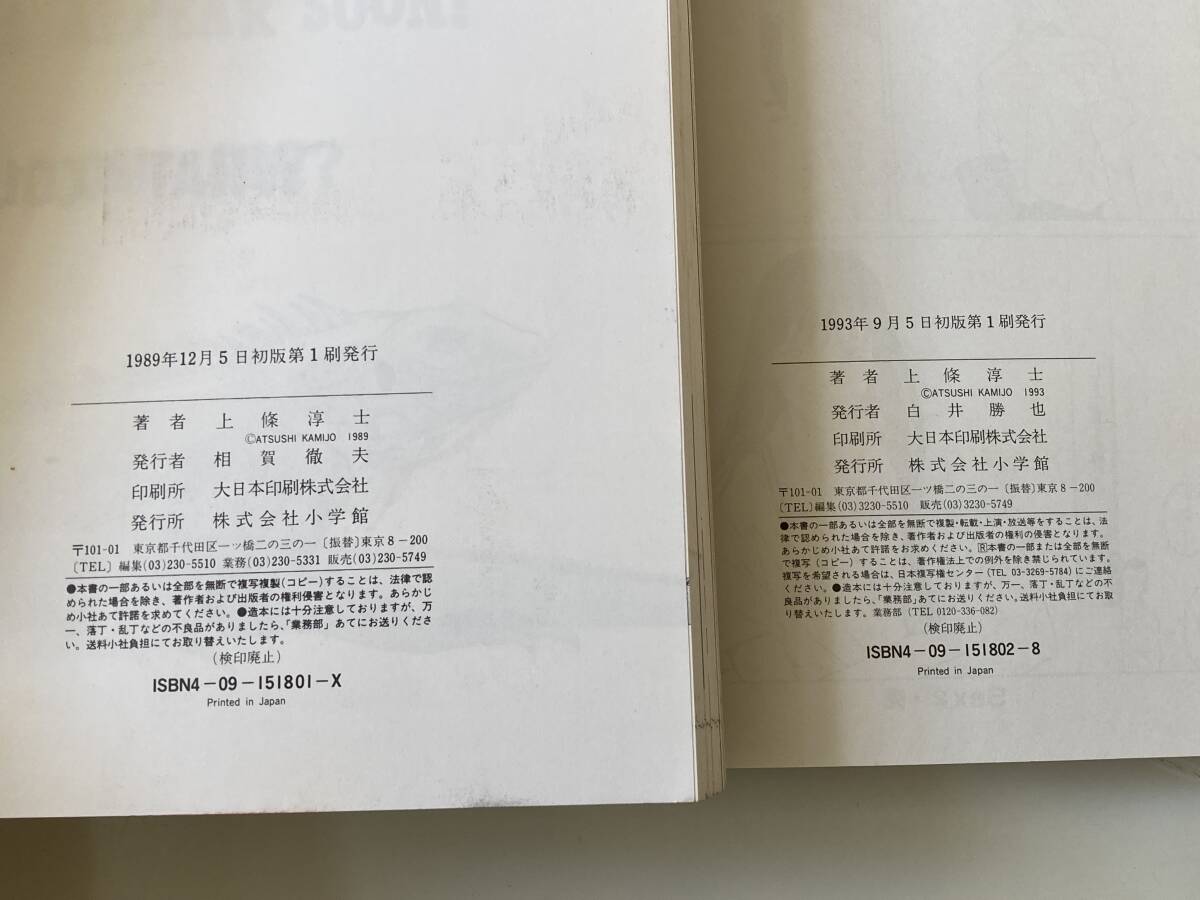 1989年12月5日初版第1刷発行
著者 上條淳士
©ATSUSHI KAMIJO 1989
発行者 相賀徹夫
印刷所 大日本印刷株式会社
発行所 株式会社小学館
〒101-01 東京都千代田区一ツ橋二の三の一〔振替〕東京8-200
〔TEL〕編集(03)230-5510 業務(03)230-5331 販売(03)230-5749
●本書の一部あるいは全部を無断で複写複製(コピー)することは、法律で認
められた場合を除き、著作者および出版者の権利侵害となります。あらかじ
め小社あて許諾を求めてください。●造本には十分注意しておりますが、万
一、落丁・乱丁などの不良品がありましたら、「業務部」あてにお送りくださ
い。送料小社負担にてお取り替えいたします。
(検印廃止)
ISBN4-09-151801-X
Printed in Japan
1993年9月5日初版第1刷発行
著者 上條淳士
©ATSUSHI KAMIJO 1993
発行者 白井勝也
印刷所 大日本印刷株式会社
発行所 株式会社小学館
〒101-01 東京都千代田区一ツ橋二の三の一〔振替〕東京8-200
〔TEL〕編集(03)3230-5510 販売(03)3230-5749
●本書の一部あるいは全部を無断で複製・転載・上演・放送等をすることは、法
律で認められた場合を除き、著作者および出版者の権利の侵害となります。
あらかじめ小社あて許諾をお求めください。Ⓡ本書の一部または全部を無断
で複写(コピー)することは、著作権法上での例外を除き禁じられています。
複写を希望される場合は、日本複写権センター(TEL 03-3269-5784)にご連絡
ください。●造本には十分注意しておりますが、万一、落丁・乱丁などの不
良品がありましたら、「業務部」あてにお送りください。送料小社負担にてお取
り替えいたします。業務部(TEL 0120-336-082)
(検印廃止)
ISBN4-09-151802-8
Printed in Japan